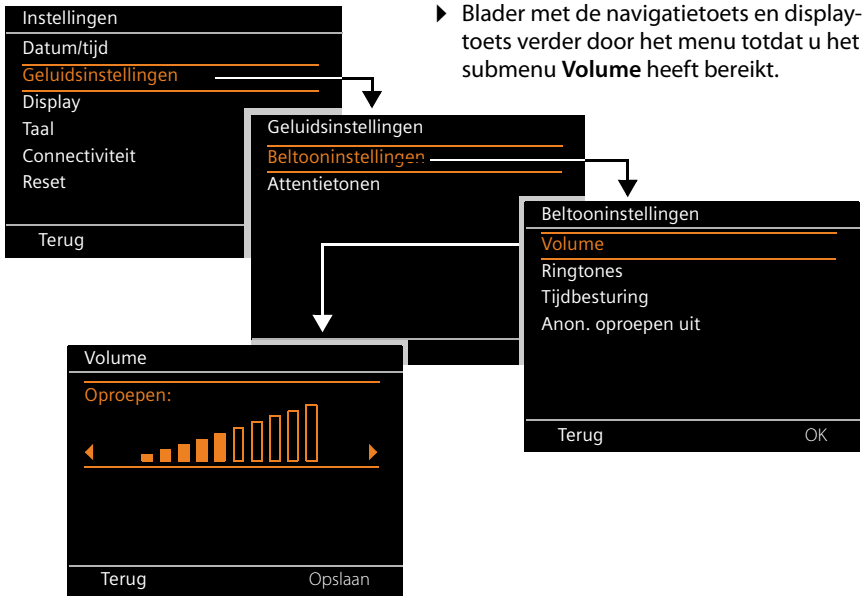 Instellingen
Datum/tijd
Geluidsinstellingen
Display
Taal
Connectiviteit
Reset
Terug
▶ Blader met de navigatietoets en display-
toets verder door het menu totdat u het
submenu Volume heeft bereikt.
Geluidsinstellingen
Beltooninstellingen
Attentietonen
Beltooninstellingen
Volume
Ringtones
Tijdbesturing
Anon. oproepen uit
Terug OK
Volume
Oproepen:
Terug Opslaan